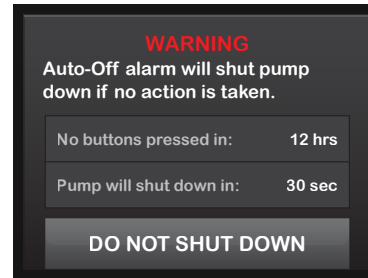 WARNING
Auto-Off alarm will shut pump
down if no action is taken.
No buttons pressed in: 12 hrs
Pump will shut down in: 30 sec
DO NOT SHUT DOWN